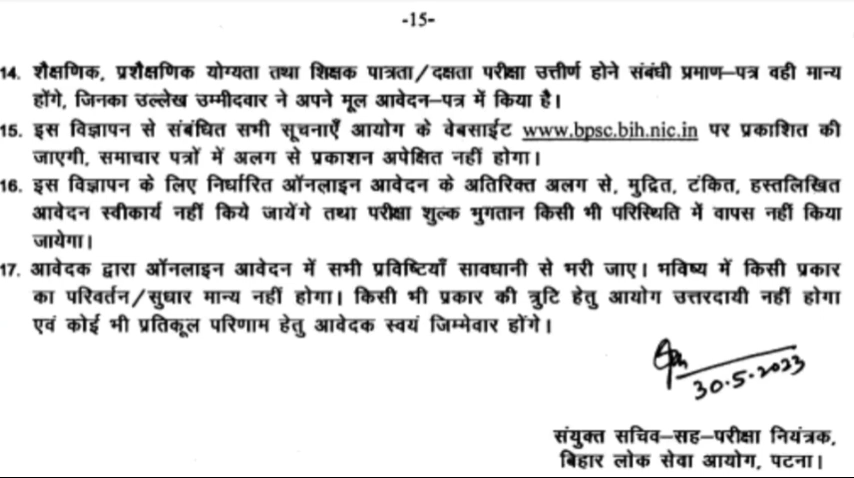 -15-
14. शैक्षणिक, प्रशैक्षणिक योग्यता तथा शिक्षक पात्रता/दक्षता परीक्षा उत्तीर्ण होने संबंधी प्रमाण-पत्र वही मान्य
होंगे, जिनका उल्लेख उम्मीदवार ने अपने मूल आवेदन-पत्र में किया है।
15. इस विज्ञापन से संबंधित सभी सूचनाएँ आयोग के वेबसाईट www.bpsc.bih.nic.in पर प्रकाशित की
जाएगी, समाचार पत्रों में अलग से प्रकाशन अपेक्षित नहीं होगा।
16. इस विज्ञापन के लिए निर्धारित ऑनलाइन आवेदन के अतिरिक्त अलग से, मुद्रित, टंकित, हस्तलिखित
आवेदन स्वीकार्य नहीं किये जायेंगे तथा परीक्षा शुल्क भुगतान किसी भी परिस्थिति में वापस नहीं किया
जायेगा।
17. आवेदक द्वारा ऑनलाइन आवेदन में सभी प्रविष्टियाँ सावधानी से भरी जाए। भविष्य में किसी प्रकार
का परिवर्तन/सुधार मान्य नहीं होगा। किसी भी प्रकार की त्रुटि हेतु आयोग उत्तरदायी नहीं होगा
एवं कोई भी प्रतिकूल परिणाम हेतु आवेदक स्वयं जिम्मेवार होंगे।
30.5.2023
संयुक्त सचिव-सह-परीक्षा नियंत्रक,
बिहार लोक सेवा आयोग, पटना।